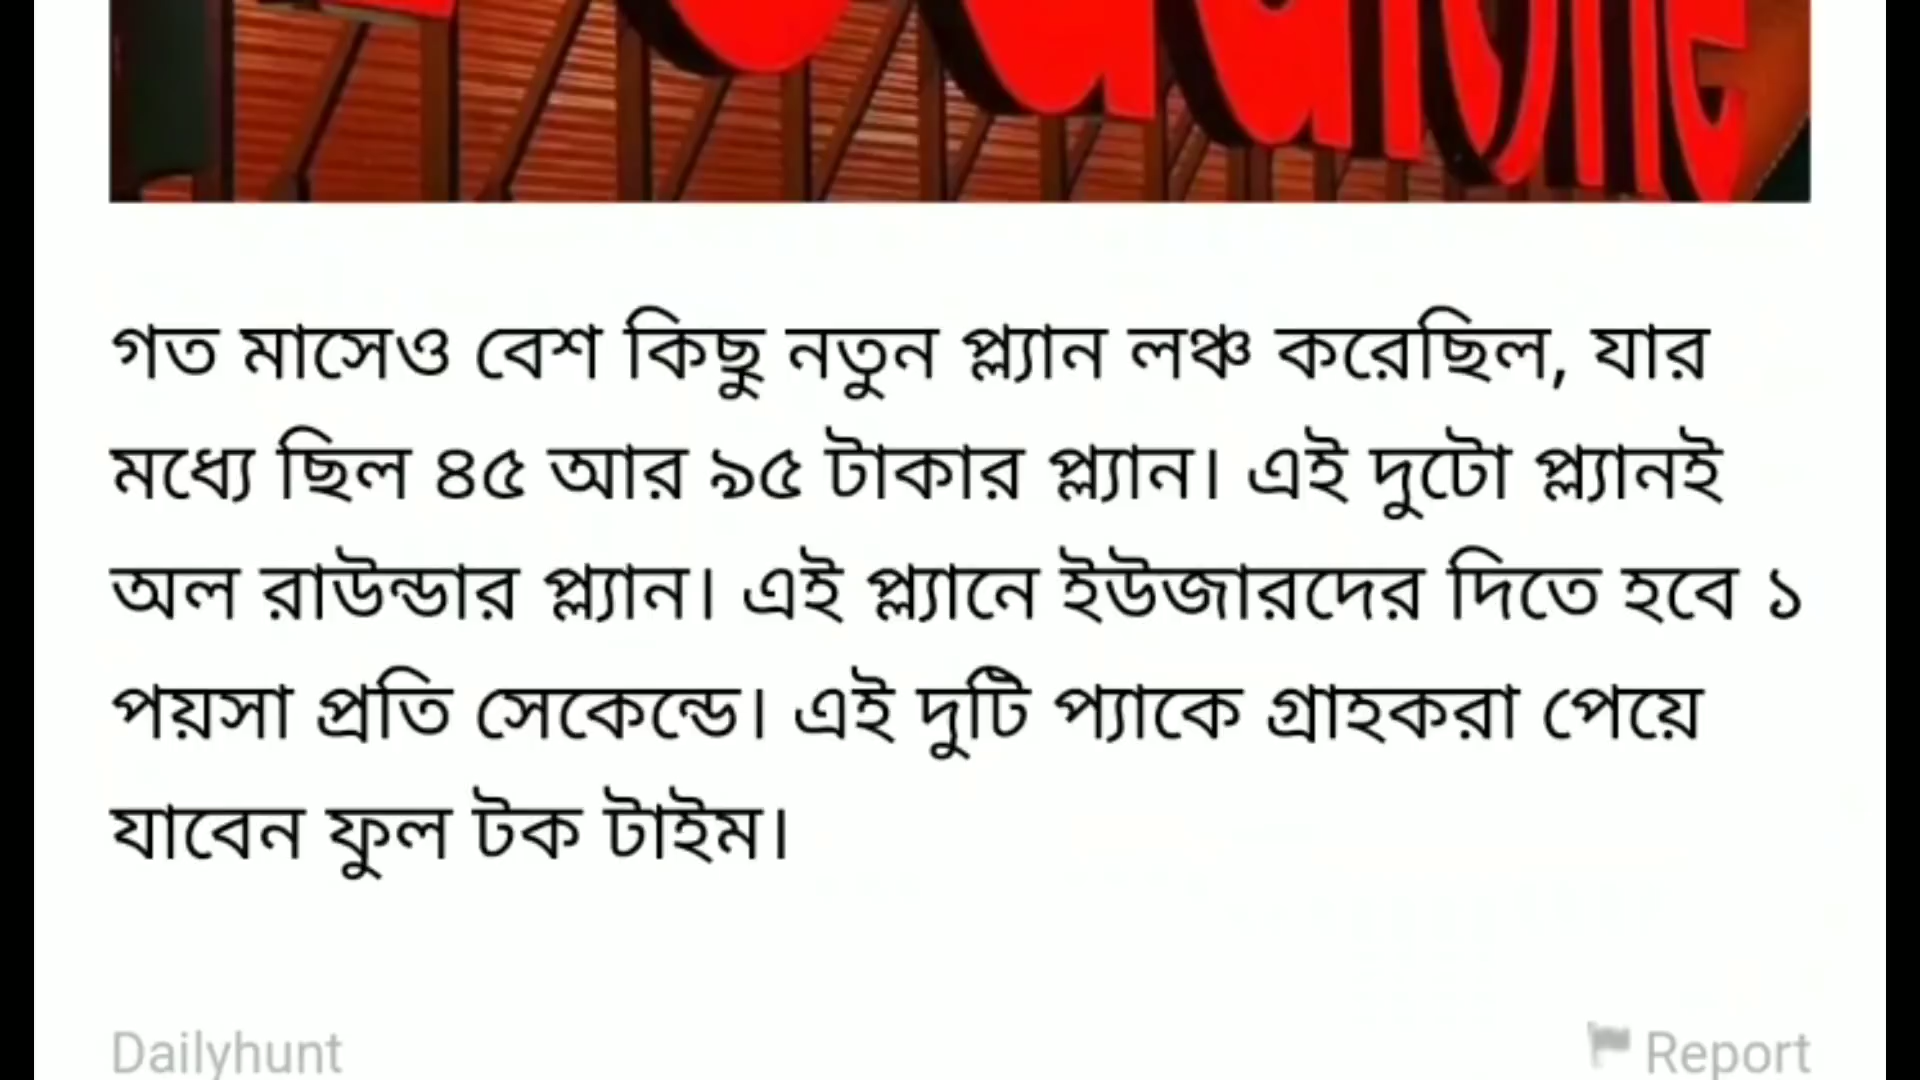 গত মাসেও বেশ কিছু নতুন প্ল্যান লঞ্চ করেছিল, যার
মধ্যে ছিল ৪৫ আর ৯৫ টাকার প্ল্যান। এই দুটো প্ল্যানই
অল রাউন্ডার প্ল্যান। এই প্ল্যানে ইউজারদের দিতে হবে ১
পয়সা প্রতি সেকেন্ডে। এই দুটি প্যাকে গ্রাহকরা পেয়ে
যাবেন ফুল টক টাইম।
Dailyhunt
Report